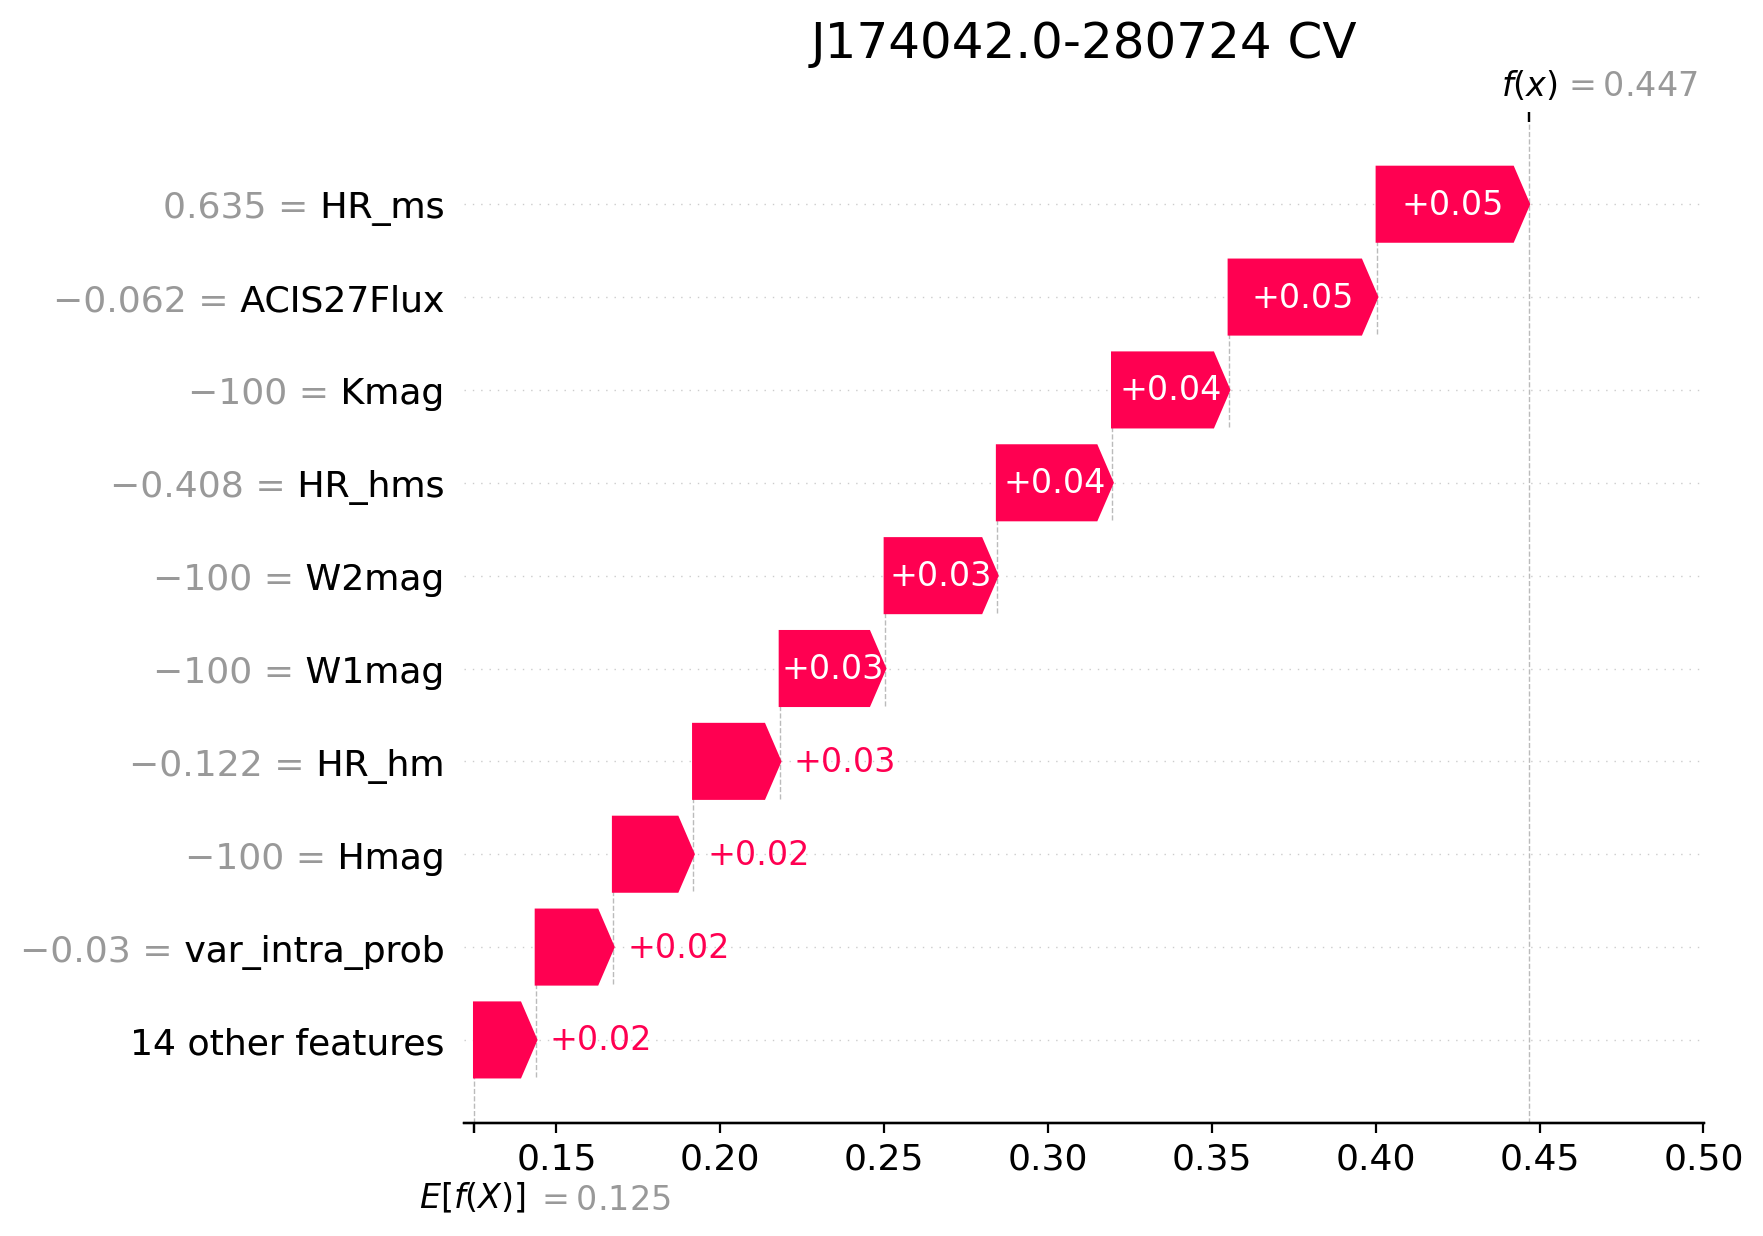 J174042.0-280724 CV
f(x) = 0.447
0.635 = HR_ms +0.05
−0.062 = ACIS27Flux +0.05
−100 = Kmag +0.04
−0.408 = HR_hms +0.04
−100 = W2mag +0.03
−100 = W1mag +0.03
−0.122 = HR_hm +0.03
−100 = Hmag +0.02
−0.03 = var_intra_prob +0.02
14 other features +0.02
0.15 0.20 0.25 0.30 0.35 0.40 0.45 0.50
E[f(X)] = 0.125